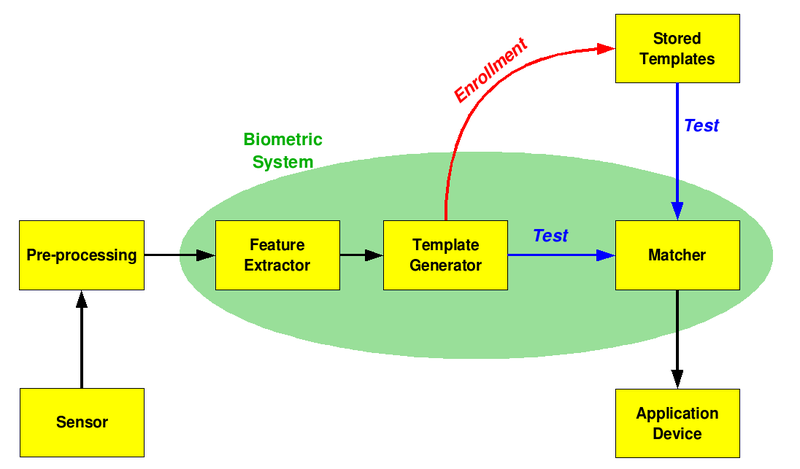 Stored
Templates
Enrollment
Test
Biometric
System
Pre-processing
Feature
Extractor
Template
Generator
Test
Matcher
Sensor
Application
Device